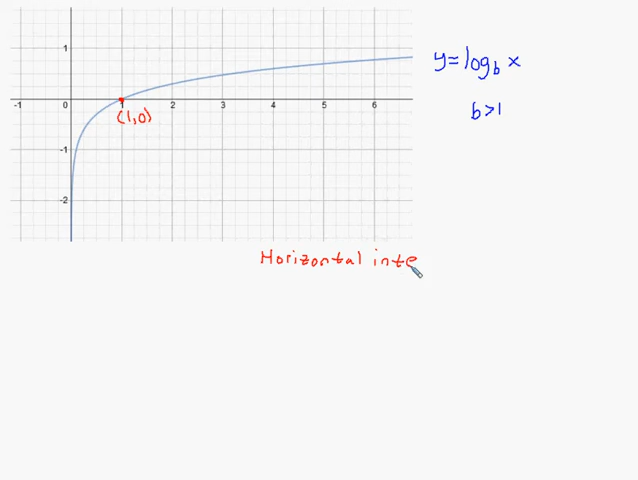 1
-1 0 1 2 3 4 5 6
(1,0)
-1
-2
y=log_b x
b>1
Horizontal inte